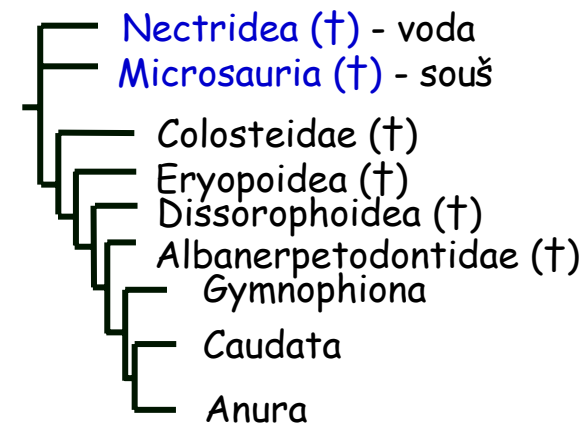 Nectridea (†) - voda
Microsauria (†) - souš
Colosteidae (†)
Eryopoidea (†)
Dissorophoidea (†)
Albanerpetodontidae (†)
Gymnophiona
Caudata
Anura